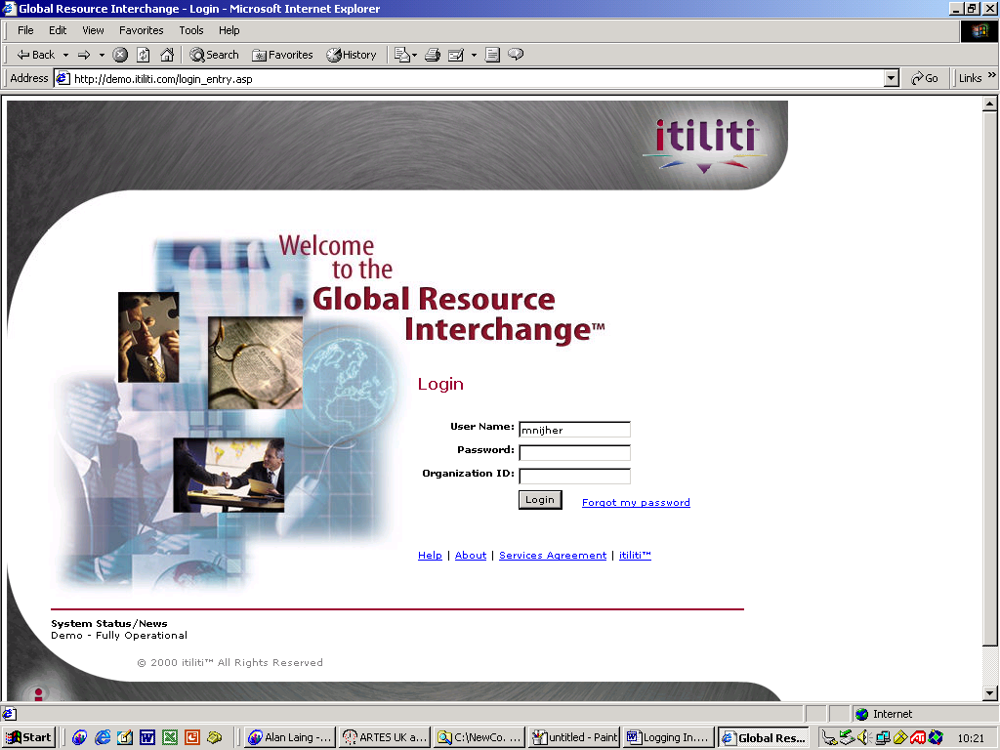 Global Resource Interchange - Login - Microsoft Internet Explorer
File Edit View Favorites Tools Help
Back Search Favorites History
Address http://demo.itiliti.com/login_entry.asp Go Links »
itiliti™
Welcome
to the
Global Resource
Interchange™
Login
User Name: mnijher
Password:
Organization ID:
Login Forgot my password
Help | About | Services Agreement | itiliti™
System Status/News
Demo - Fully Operational
© 2000 itiliti™ All Rights Reserved
Internet
Start Alan Laing -... ARTES UK a... C:\NewCo. ... untitled - Paint Logging In.... Global Res... 10:21